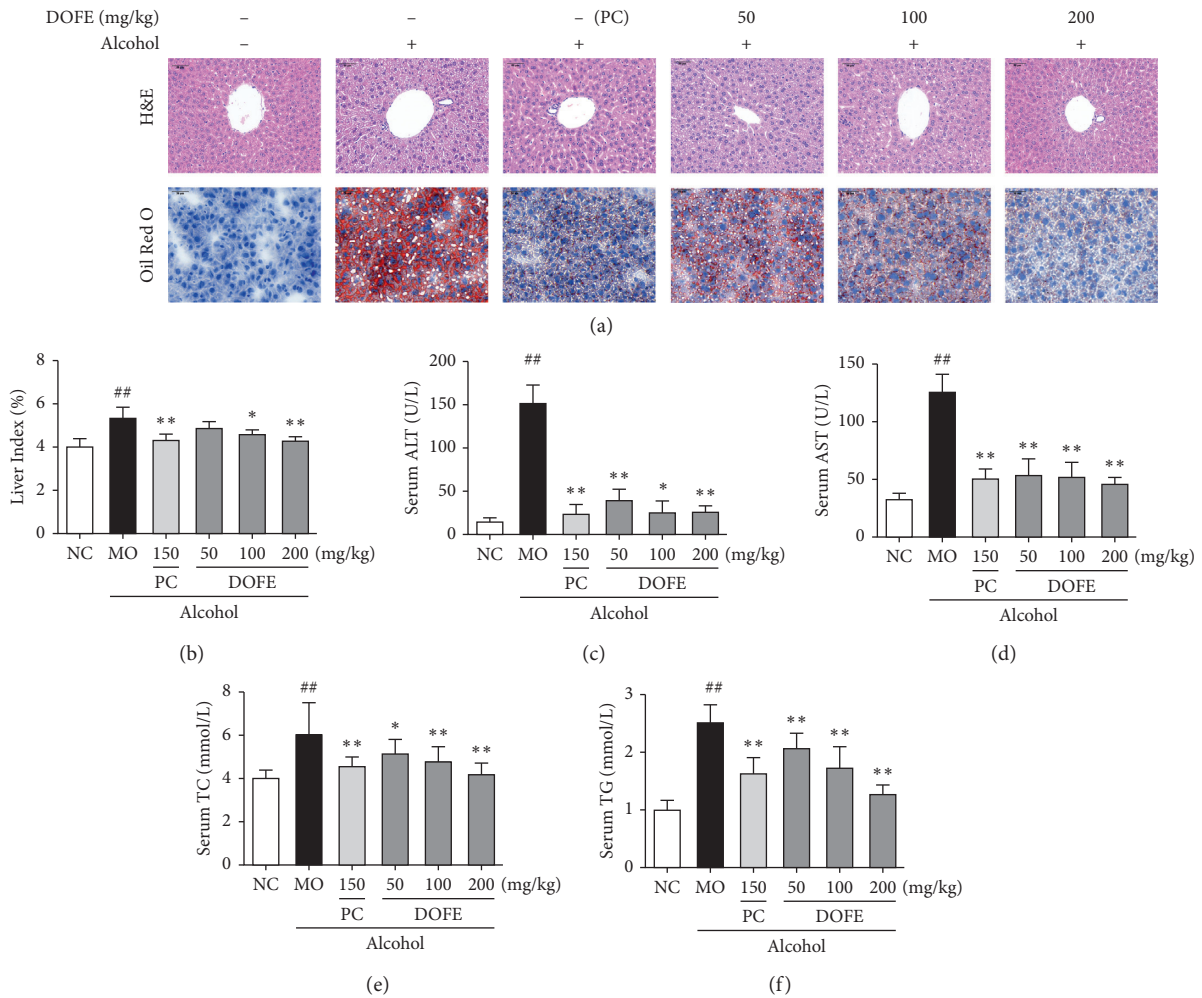 DOFE (mg/kg) – – – (PC) 50 100 200
Alcohol – + + + + +
H&E
Oil Red O
(a)
Liver Index (%)
8
6
4
2
0
##
** * **
NC MO 150 50 100 200 (mg/kg)
PC DOFE
Alcohol
(b)
Serum ALT (U/L)
200
150
100
50
0
##
** ** * **
NC MO 150 50 100 200 (mg/kg)
PC DOFE
Alcohol
(c)
Serum AST (U/L)
150
100
50
0
##
** ** ** **
NC MO 150 50 100 200 (mg/kg)
PC DOFE
Alcohol
(d)
Serum TC (mmol/L)
8
6
4
2
0
##
** * ** **
NC MO 150 50 100 200 (mg/kg)
PC DOFE
Alcohol
(e)
Serum TG (mmol/L)
3
2
1
0
##
** ** ** **
NC MO 150 50 100 200 (mg/kg)
PC DOFE
Alcohol
(f)